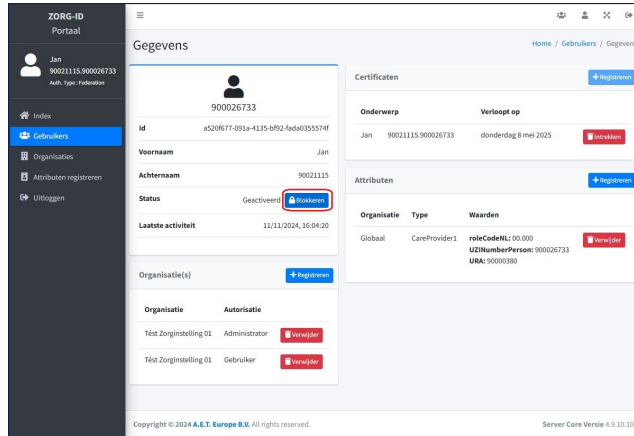 ZORG-ID
Portaal
Jan
90021115.900026733
Auth. Type : Federation
Index
Gebruikers
Organisaties
Attributen registreren
Uitloggen
Gegevens
Home / Gebruikers / Gegeven
900026733
Id a520f677-091a-4135-bf92-fada0355574f
Voornaam Jan
Achternaam 90021115
Status Geactiveerd Blokkeren
Laatste activiteit 11/11/2024, 16:04:20
Organisatie(s) Registreren
Organisatie Autorisatie
Tést Zorginstelling 01 Administrator Verwijder
Tést Zorginstelling 01 Gebruiker Verwijder
Certificaten Registreren
Onderwerp Verloopt op
Jan 90021115.900026733 donderdag 8 mei 2025 Intrekken
Attributen Registreren
Organisatie Type Waarden
Globaal CareProvider1 roleCodeNL: 00.000 Verwijder
UZINumberPerson: 900026733
URA: 90000380
Copyright © 2024 A.E.T. Europe B.V. All rights reserved.
Server Core Versie 4.9.10.10